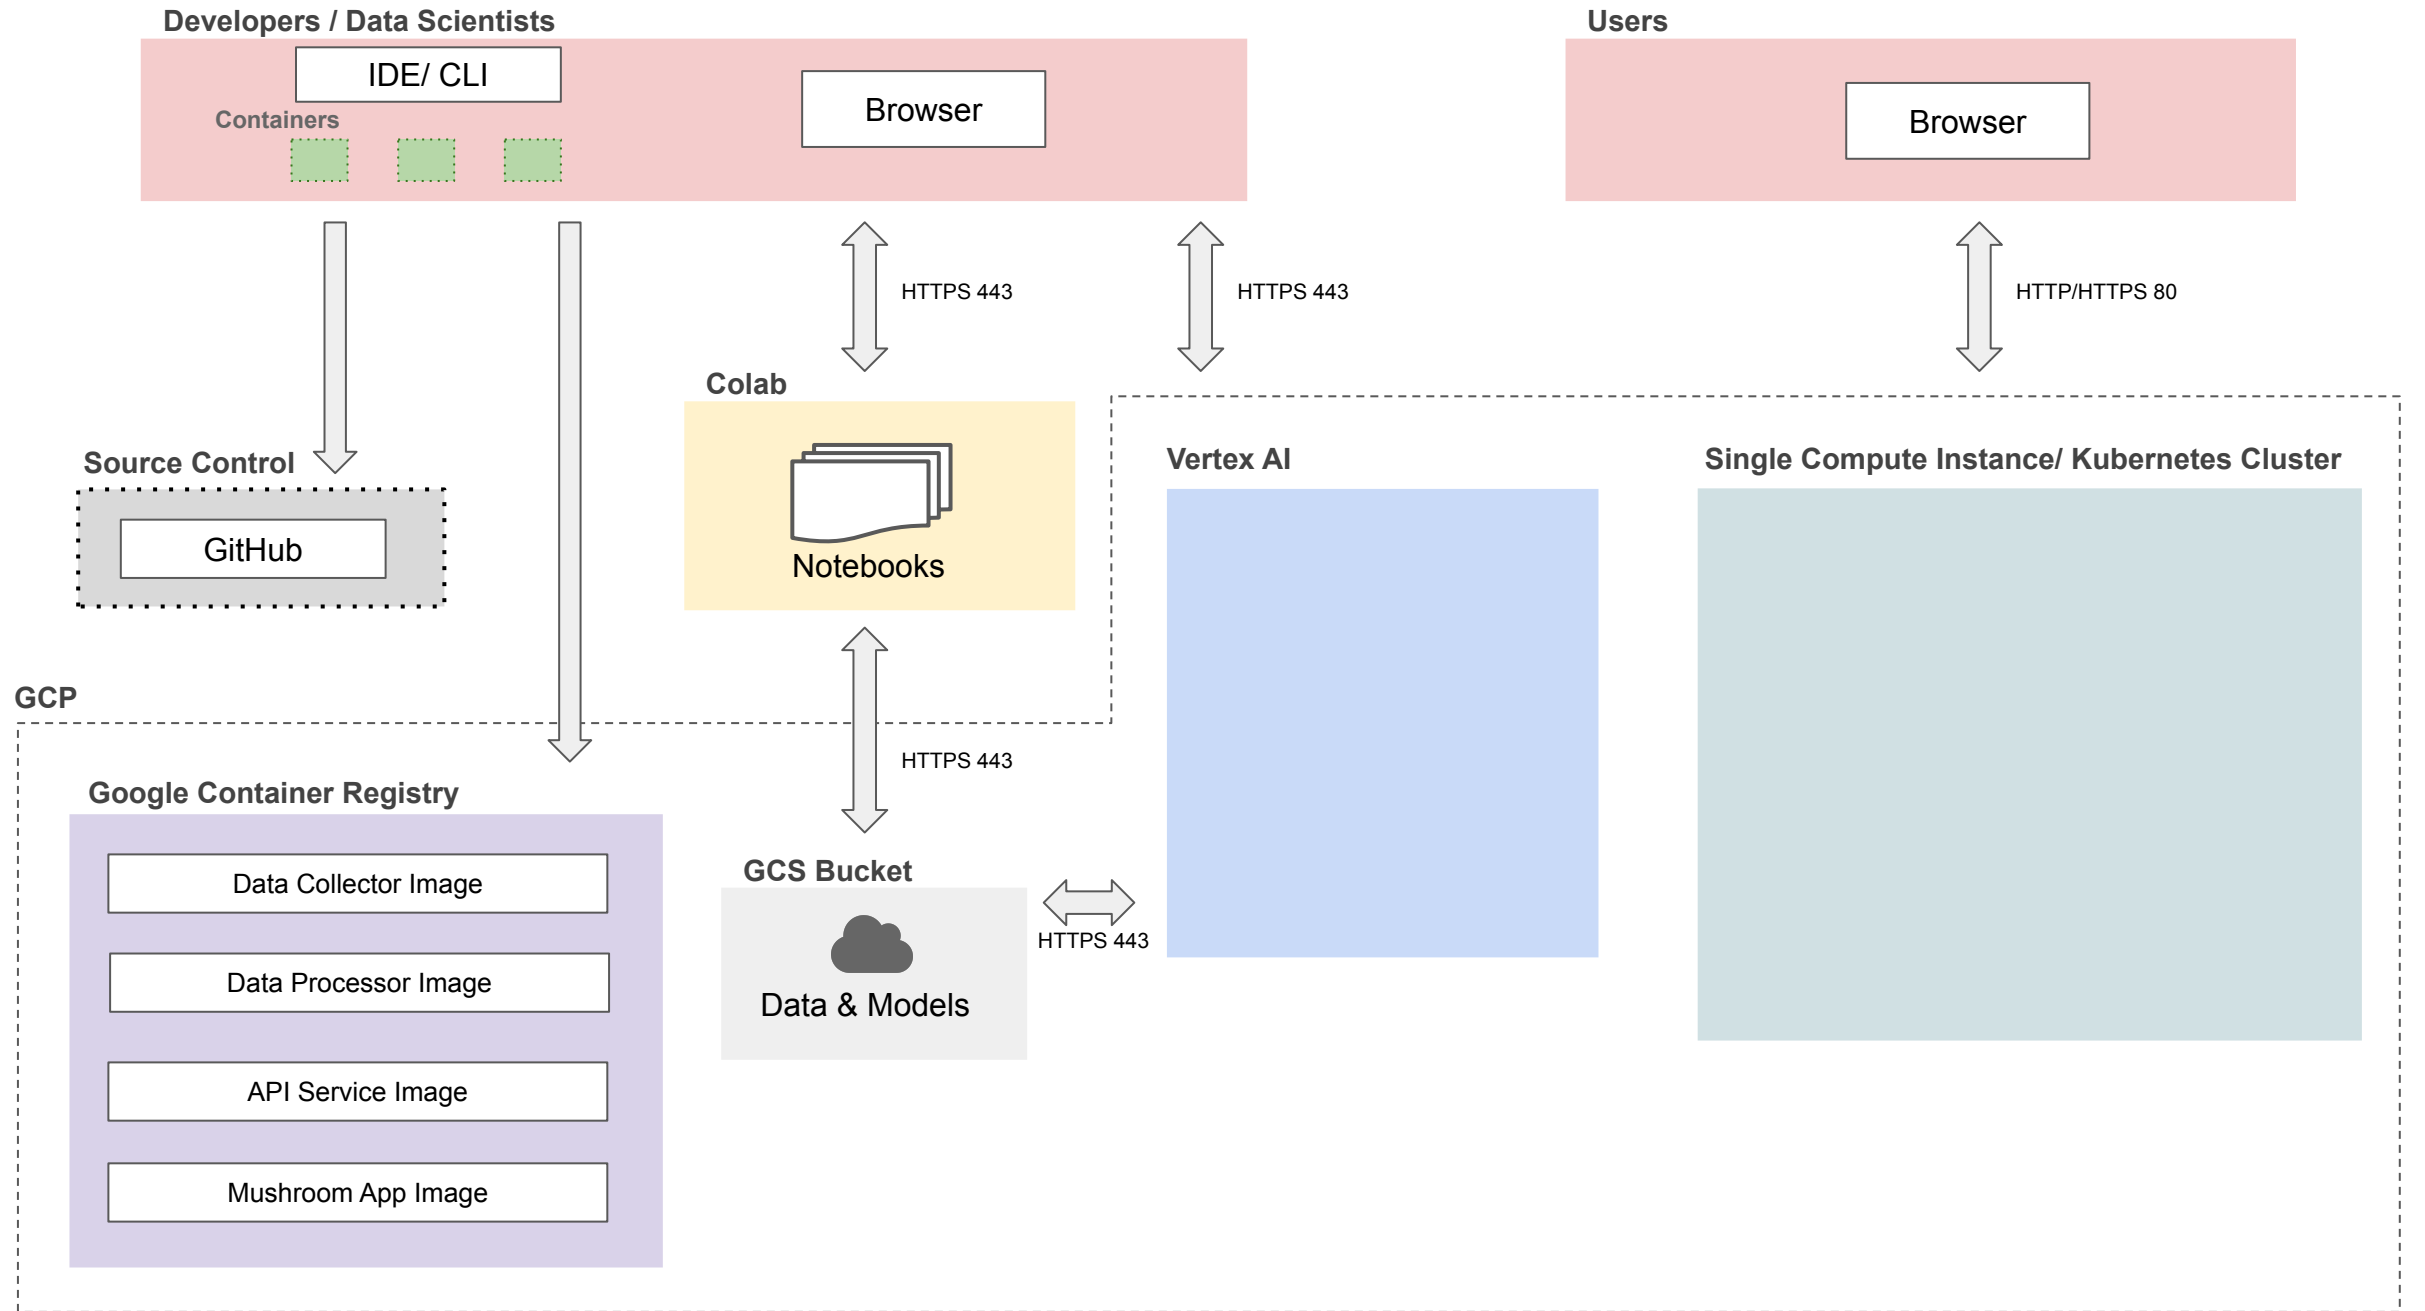 Developers / Data Scientists
Users
IDE/ CLI
Browser
Browser
Containers
HTTPS 443
HTTPS 443
HTTP/HTTPS 80
Colab
Source Control
Vertex AI
Single Compute Instance/ Kubernetes Cluster
GitHub
Notebooks
GCP
HTTPS 443
Google Container Registry
GCS Bucket
Data Collector Image
HTTPS 443
Data Processor Image
Data & Models
API Service Image
Mushroom App Image